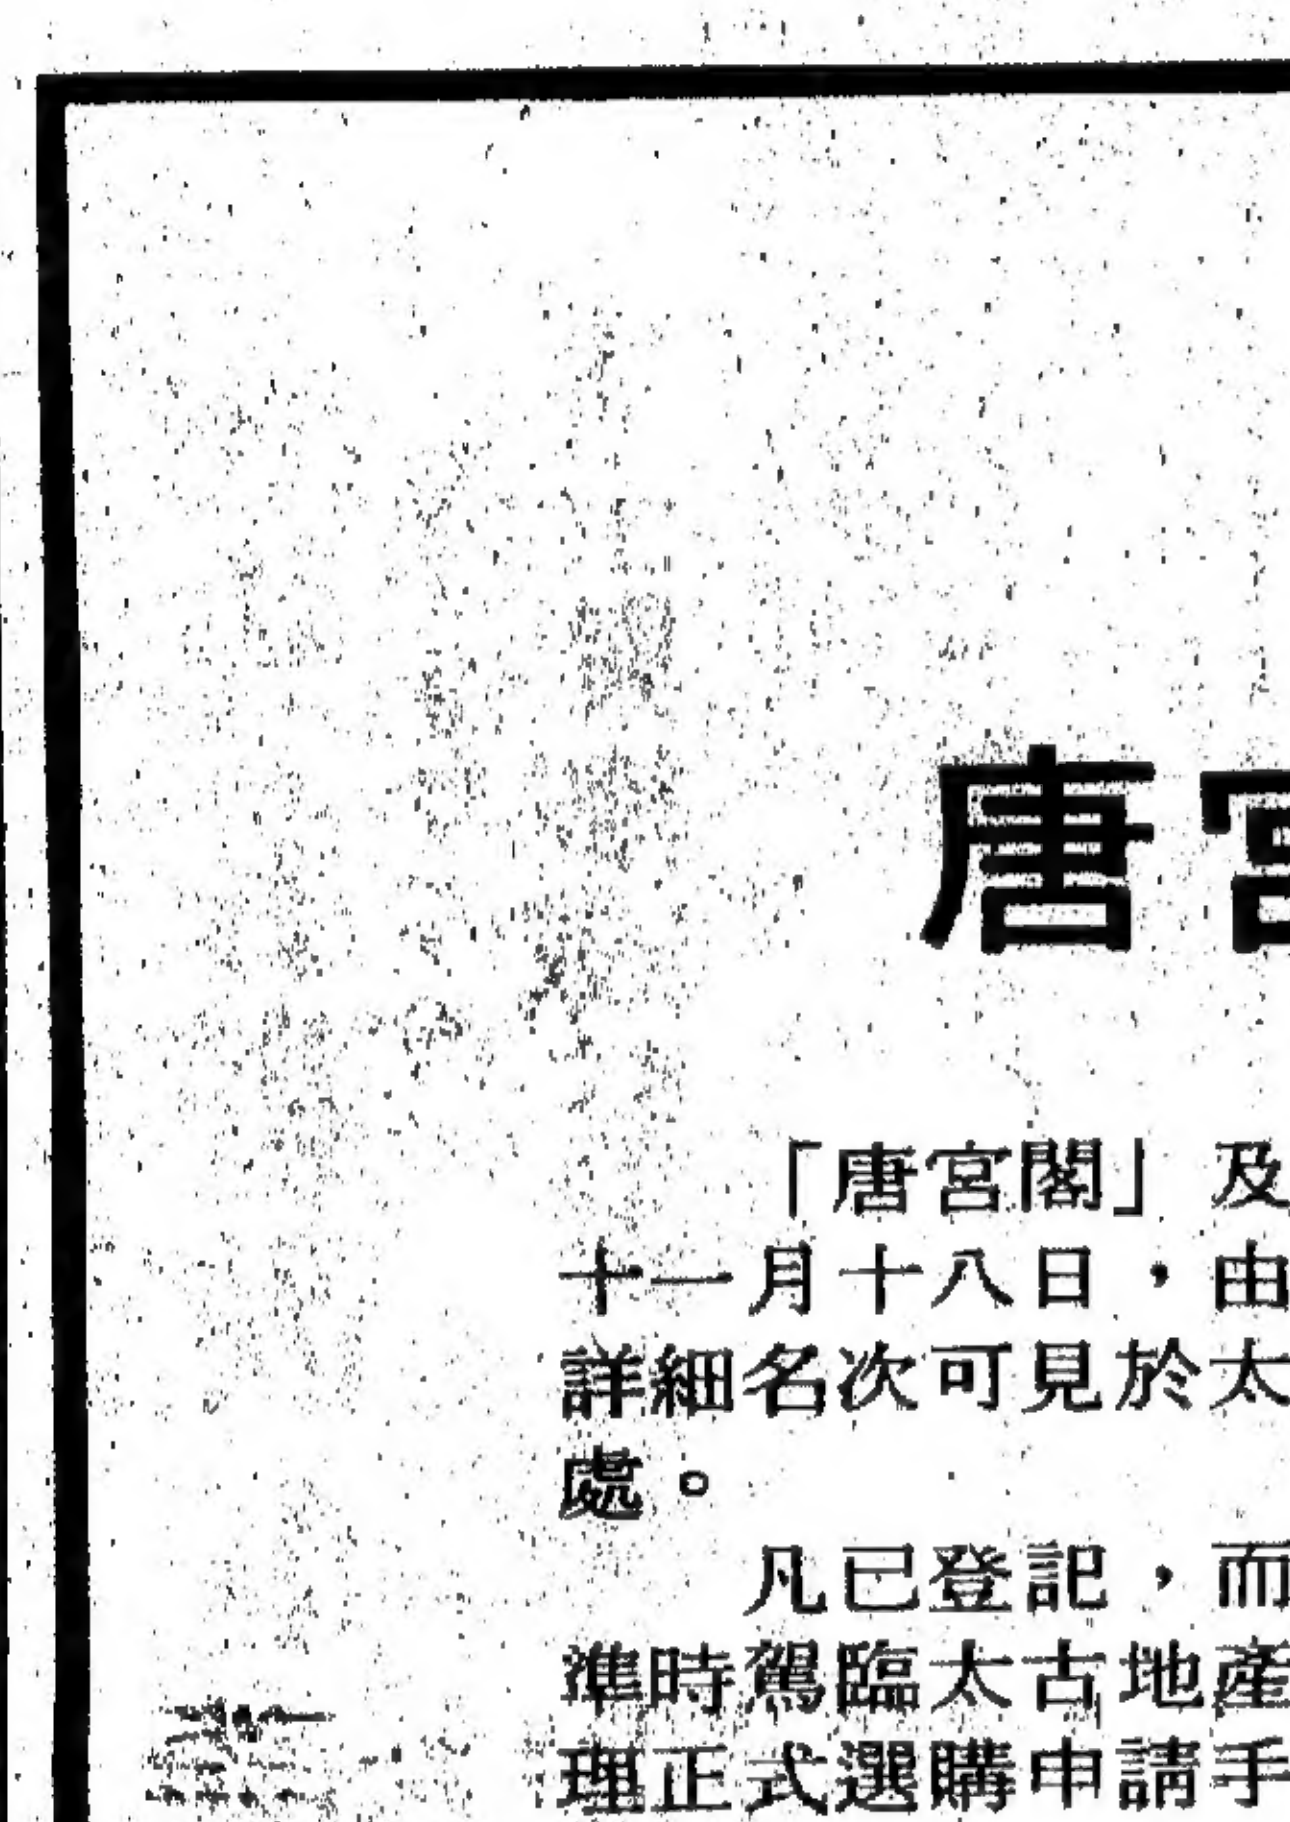 唐宮
「唐宮閣」及
十一月十八日，由
詳細名次可見於太
處。
凡已登記，而
準時駕臨太古地產
理正式選購申請手